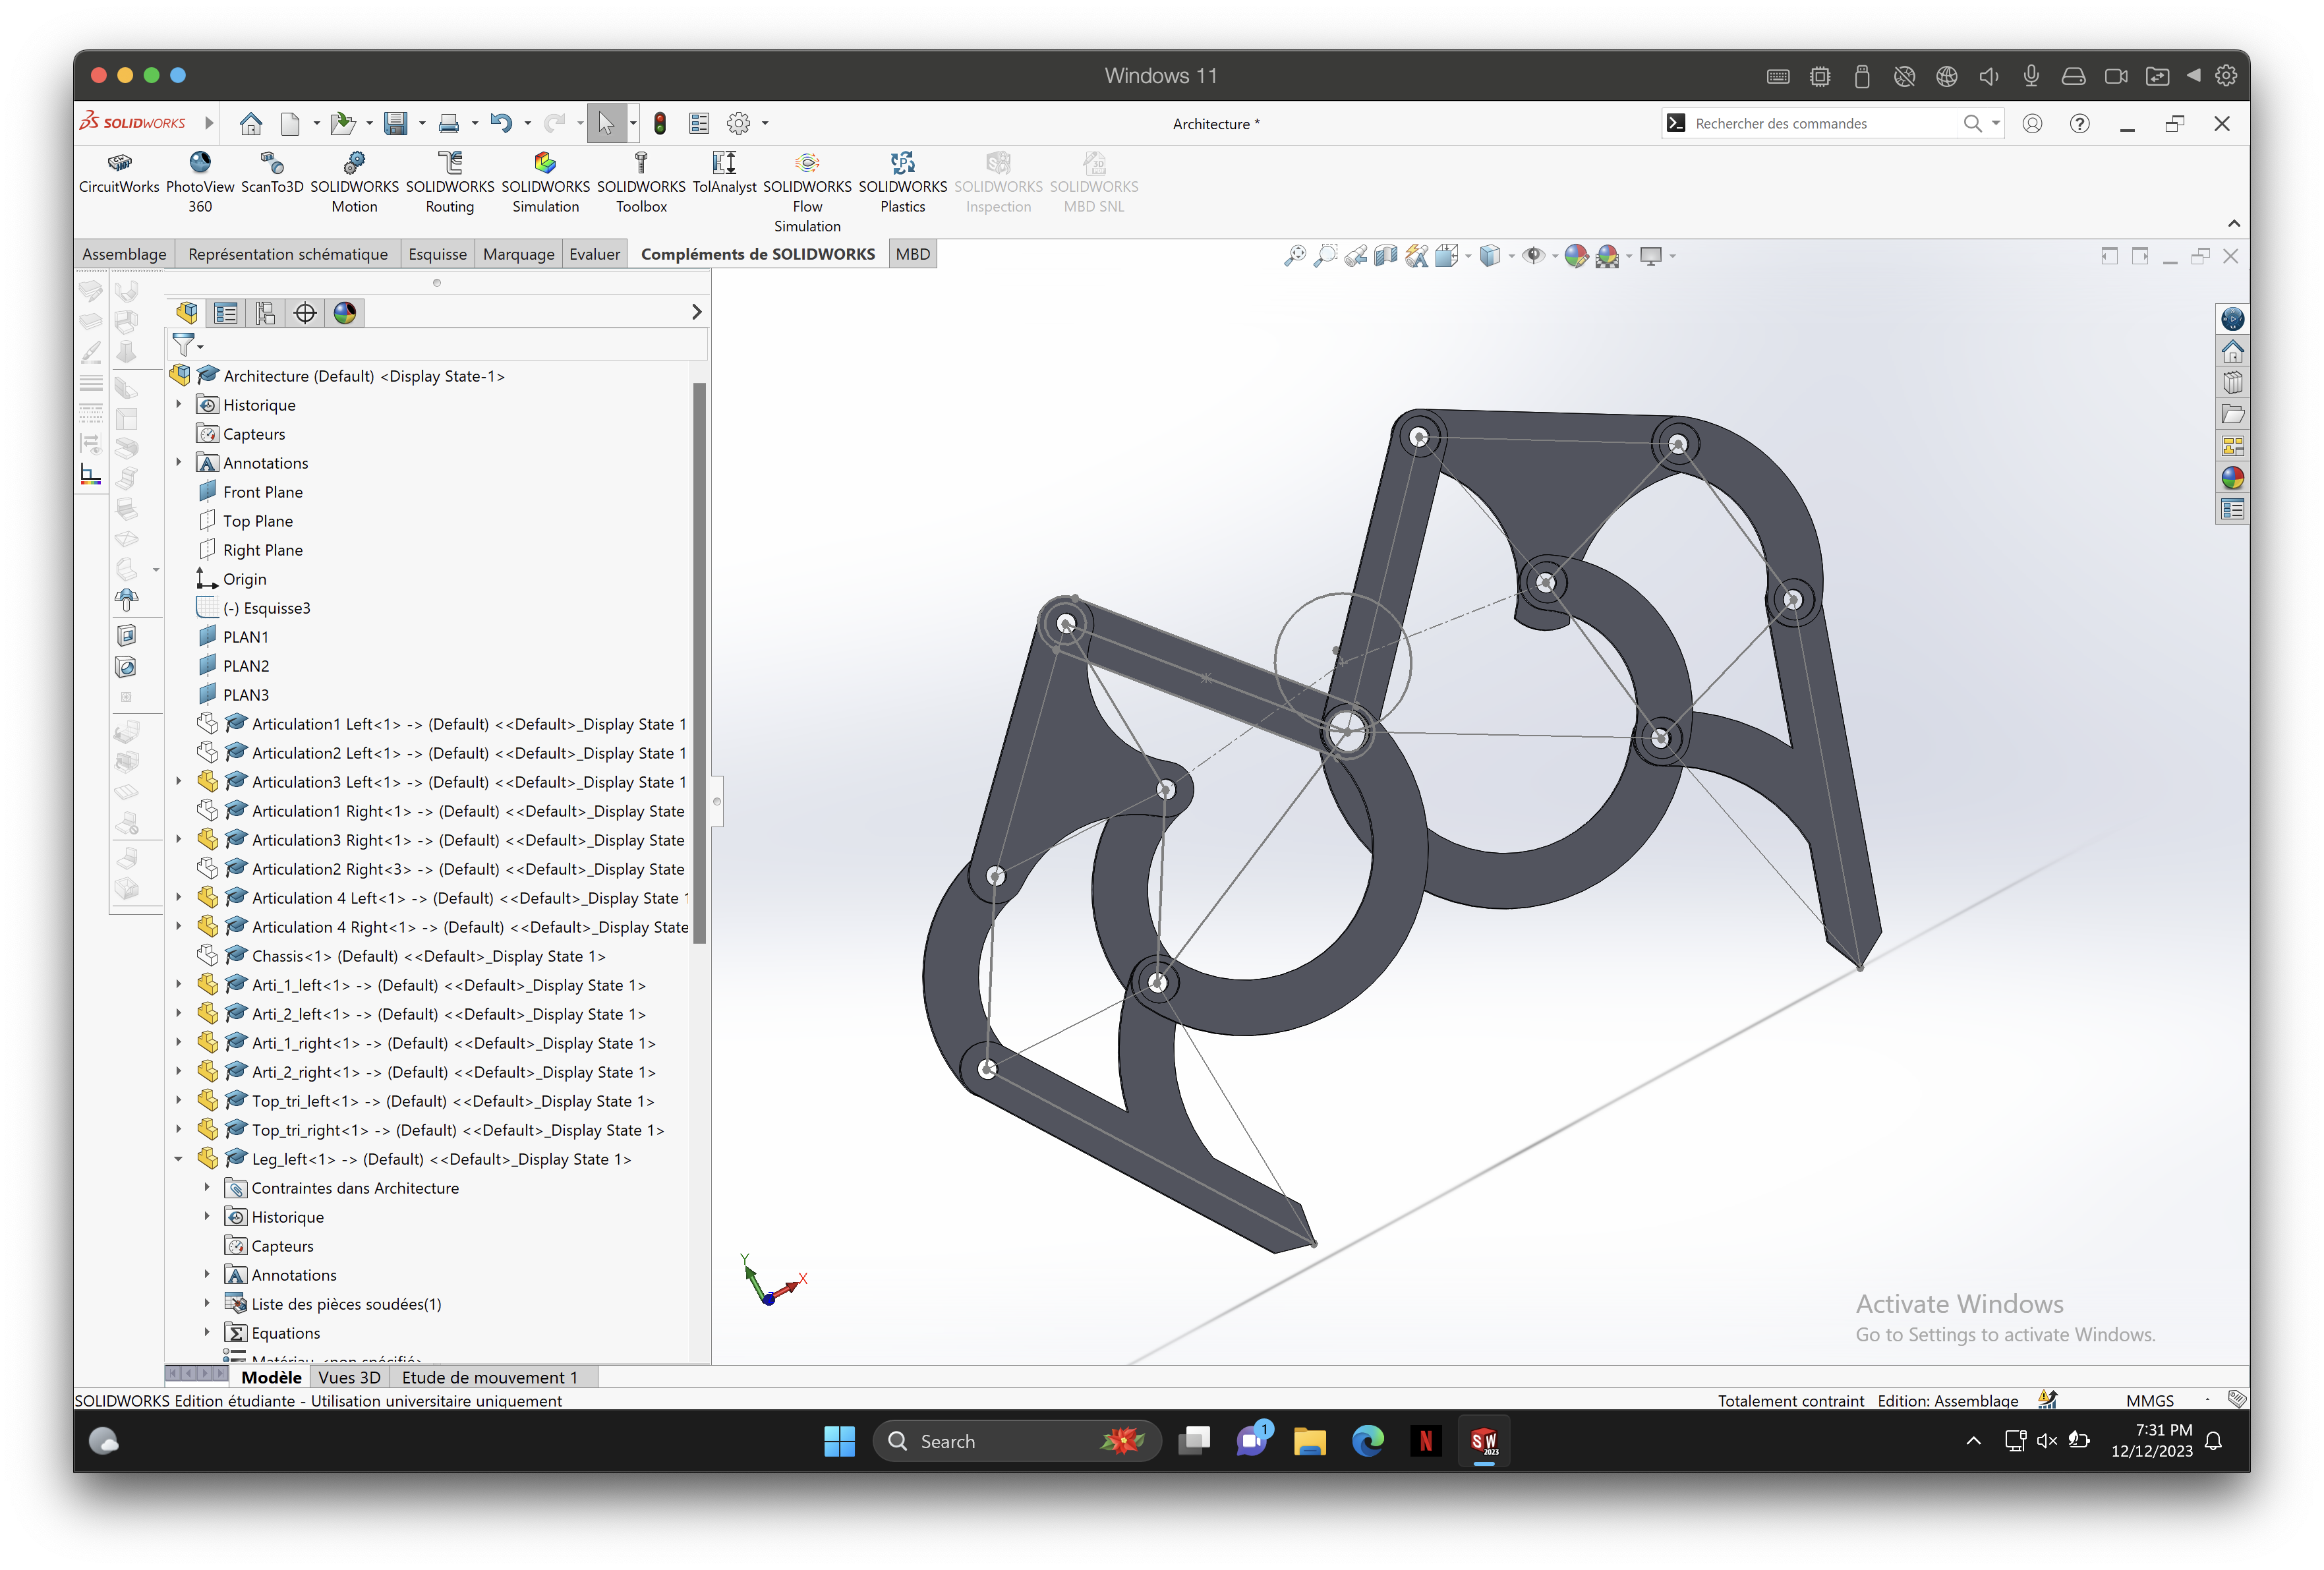 Windows 11
SOLIDWORKS
Architecture *
Rechercher des commandes
CircuitWorks
PhotoView
360
ScanTo3D
SOLIDWORKS
Motion
SOLIDWORKS
Routing
SOLIDWORKS
Simulation
SOLIDWORKS
Toolbox
TolAnalyst
SOLIDWORKS
Flow
Simulation
SOLIDWORKS
Plastics
SOLIDWORKS
Inspection
SOLIDWORKS
MBD SNL
Assemblage
Représentation schématique
Esquisse
Marquage
Evaluer
Compléments de SOLIDWORKS
MBD
Architecture (Default) <Display State-1>
Historique
Capteurs
Annotations
Front Plane
Top Plane
Right Plane
Origin
(-) Esquisse3
PLAN1
PLAN2
PLAN3
Articulation1 Left<1> -> (Default) <<Default>_Display State 1
Articulation2 Left<1> -> (Default) <<Default>_Display State 1
Articulation3 Left<1> -> (Default) <<Default>_Display State 1
Articulation1 Right<1> -> (Default) <<Default>_Display State
Articulation3 Right<1> -> (Default) <<Default>_Display State
Articulation2 Right<3> -> (Default) <<Default>_Display State
Articulation 4 Left<1> -> (Default) <<Default>_Display State 1
Articulation 4 Right<1> -> (Default) <<Default>_Display State
Chassis<1> (Default) <<Default>_Display State 1>
Arti_1_left<1> -> (Default) <<Default>_Display State 1>
Arti_2_left<1> -> (Default) <<Default>_Display State 1>
Arti_1_right<1> -> (Default) <<Default>_Display State 1>
Arti_2_right<1> -> (Default) <<Default>_Display State 1>
Top_tri_left<1> -> (Default) <<Default>_Display State 1>
Top_tri_right<1> -> (Default) <<Default>_Display State 1>
Leg_left<1> -> (Default) <<Default>_Display State 1>
Contraintes dans Architecture
Historique
Capteurs
Annotations
Liste des pièces soudées(1)
Equations
Matériau <non spécifié>
Y
X
Activate Windows
Go to Settings to activate Windows.
Modèle
Vues 3D
Etude de mouvement 1
SOLIDWORKS Edition étudiante - Utilisation universitaire uniquement
Totalement contraint
Edition: Assemblage
MMGS
Search
1
N
SW
2023
7:31 PM
12/12/2023